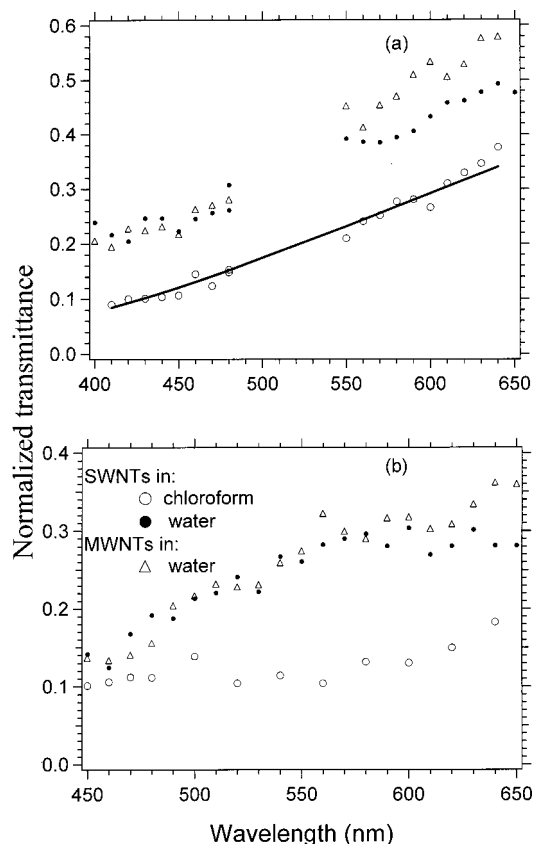 Normalized transmittance
(a)
0.6
0.5
0.4
0.3
0.2
0.1
0.0
400 450 500 550 600 650
(b)
0.4
0.3
0.2
0.1
0.0
SWNTs in:
chloroform
water
MWNTs in:
water
450 500 550 600 650
Wavelength (nm)